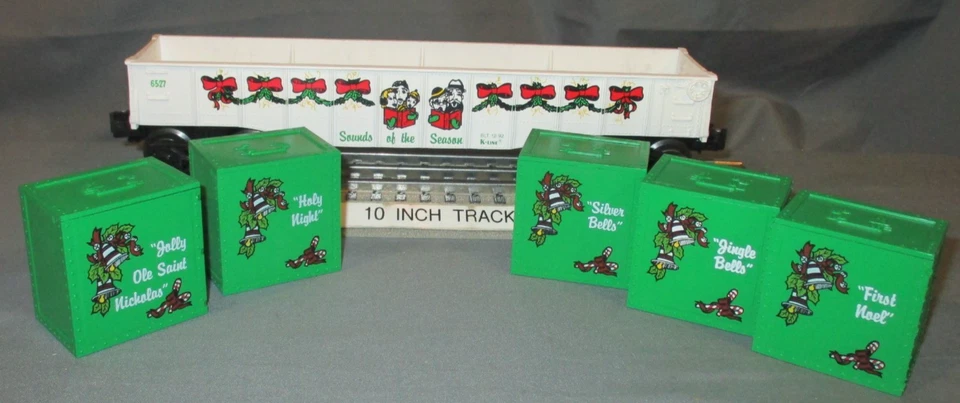 6527
Sounds of the Season
K-LINE
10 INCH TRACK
"Jolly
Ole Saint
Nicholas"
"Holy
Night"
"Silver
Bells"
"Jingle
Bells"
"First
Noel"